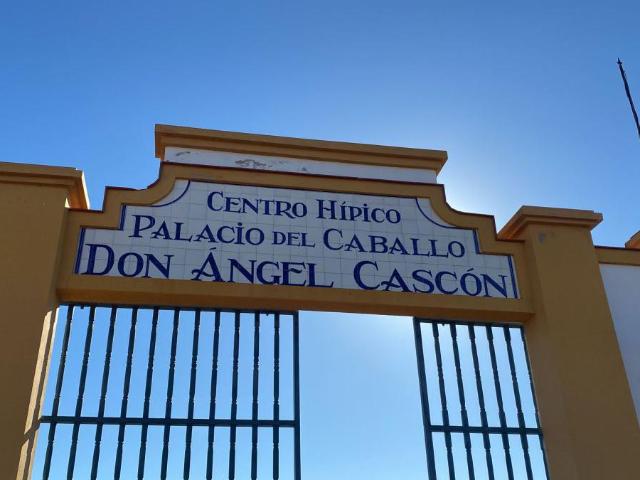 Centro Hípico
Palacio del Caballo
Don Ángel Cascón